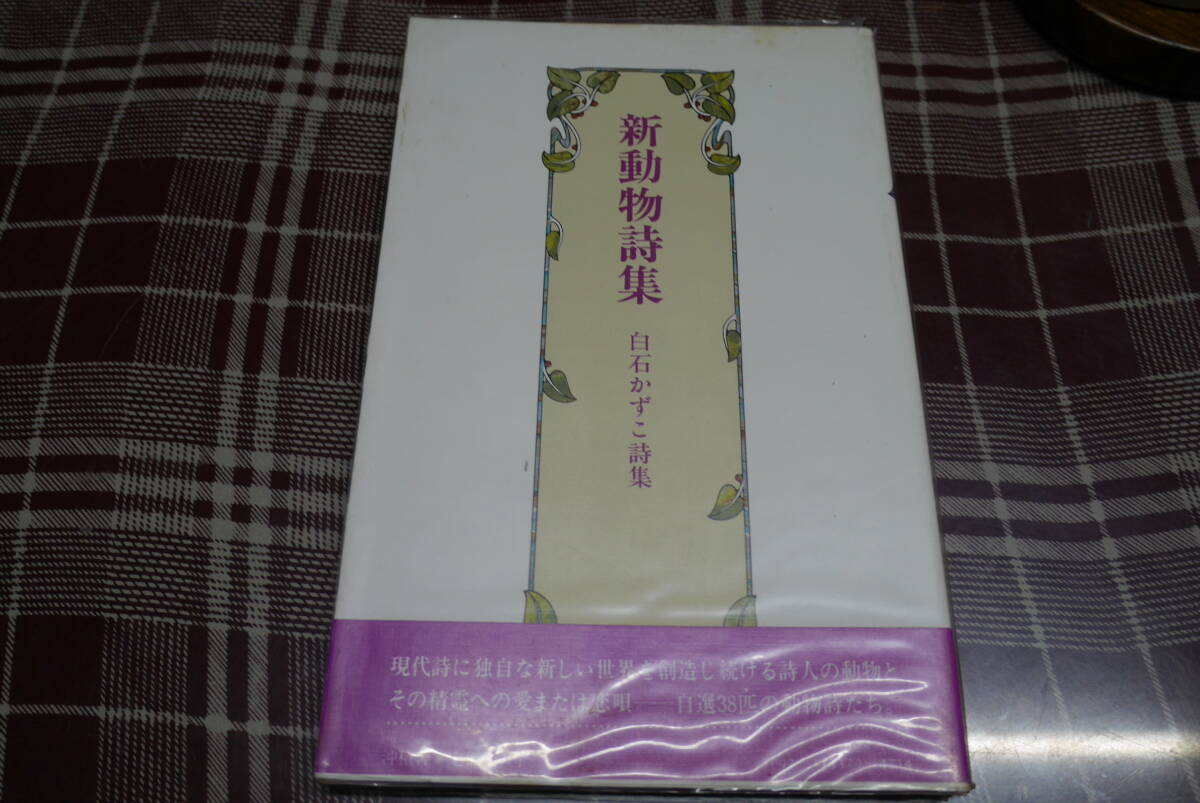 新動物詩集
白石かずこ詩集
現代詩に独自な新しい世界を創造し続ける詩人の動物と
その精霊への愛または恋唄——自選38匹の動物詩たち。